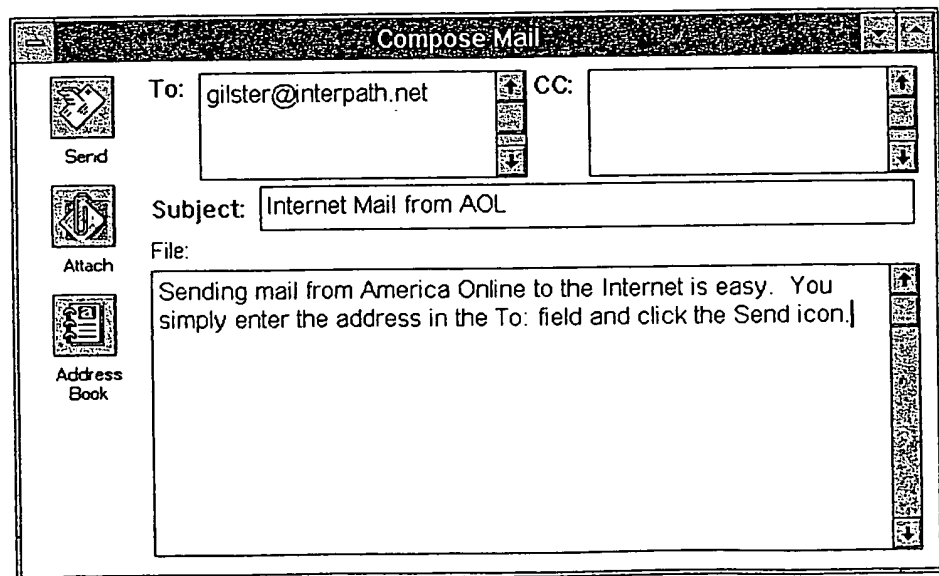 Compose Mail
Send
To:
gilster@interpath.net
CC:
Attach
Subject:
Internet Mail from AOL
File:
Address
Book
Sending mail from America Online to the Internet is easy. You
simply enter the address in the To: field and click the Send icon.